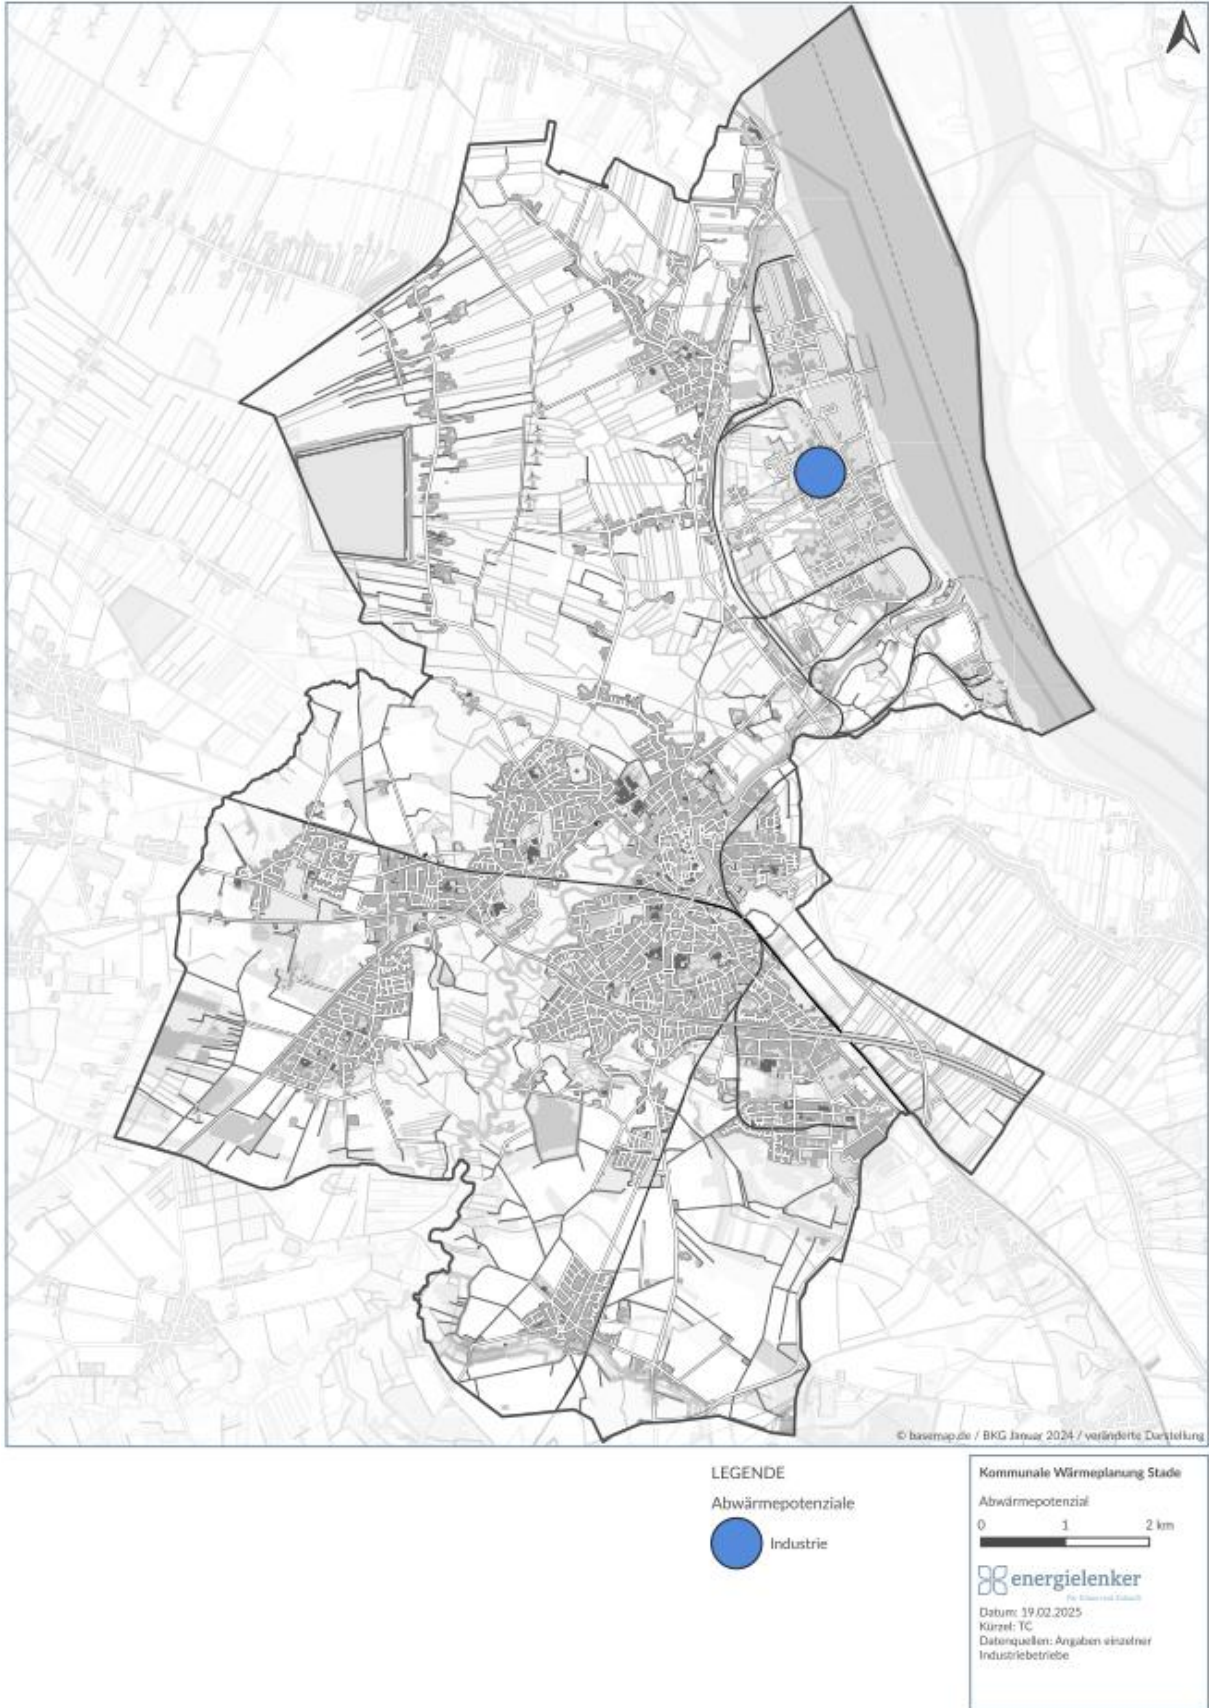 © basemap.de / BKG Januar 2024 / veränderte Darstellung
LEGENDE
Abwärmepotenziale
Industrie
Kommunale Wärmeplanung Stade
Abwärmepotenzial
0 1 2 km
energielenker
Datum: 19.02.2025
Kürzel: TC
Datenquellen: Angaben einzelner
Industriebetriebe